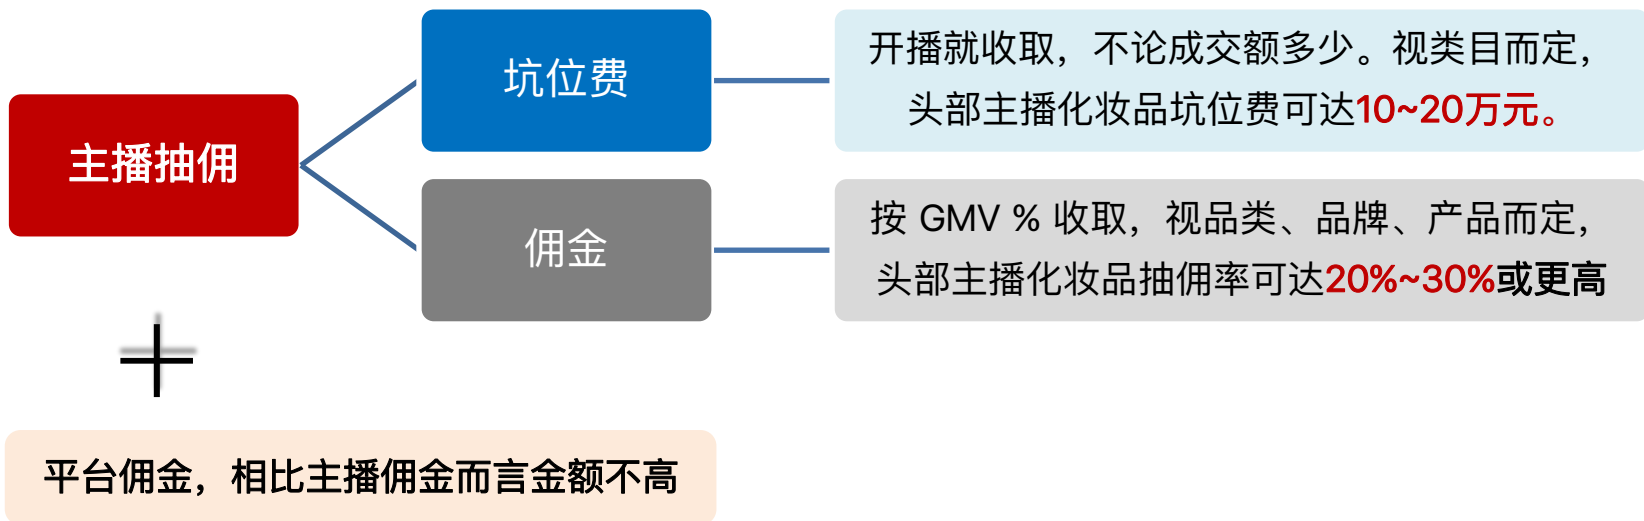 主播抽佣
坑位费
开播就收取，不论成交额多少。视类目而定，
头部主播化妆品坑位费可达10~20万元。
佣金
按 GMV % 收取，视品类、品牌、产品而定，
头部主播化妆品抽佣率可达20%~30%或更高
平台佣金，相比主播佣金而言金额不高